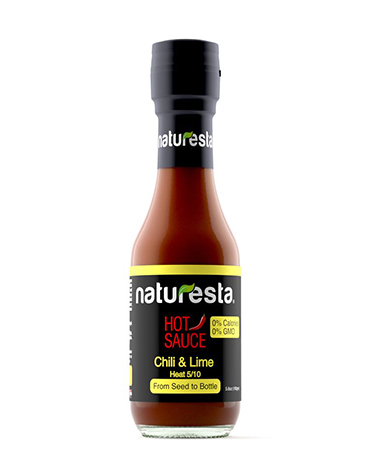 naturesta
naturesta.
HOT
SAUCE
0% Calories
0% GMO
Chili & Lime
Heat 5/10
From Seed to Bottle